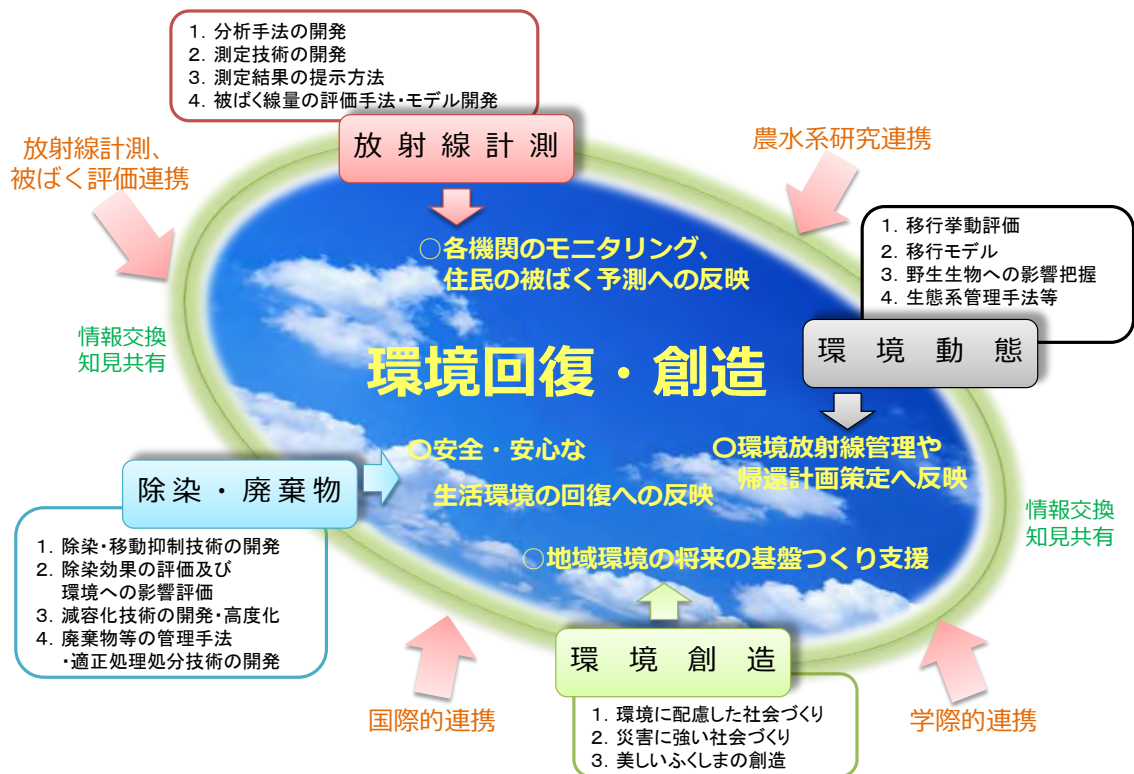 1. 分析手法の開発
2. 測定技術の開発
3. 測定結果の提示方法
4. 被ばく線量の評価手法・モデル開発
放射線計測
放射線計測、
被ばく評価連携
農水系研究連携
1. 移行挙動評価
2. 移行モデル
3. 野生生物への影響把握
4. 生態系管理手法等
環境動態
○各機関のモニタリング、
住民の被ばく予測への反映
情報交換
知見共有
環境回復・創造
○安全・安心な
生活環境の回復への反映
○環境放射線管理や
帰還計画策定へ反映
除染・廃棄物
1. 除染・移動抑制技術の開発
2. 除染効果の評価及び
環境への影響評価
3. 減容化技術の開発・高度化
4. 廃棄物等の管理手法
・適正処理処分技術の開発
情報交換
知見共有
○地域環境の将来の基盤つくり支援
環境創造
1. 環境に配慮した社会づくり
2. 災害に強い社会づくり
3. 美しいふくしまの創造
国際的連携
学際的連携